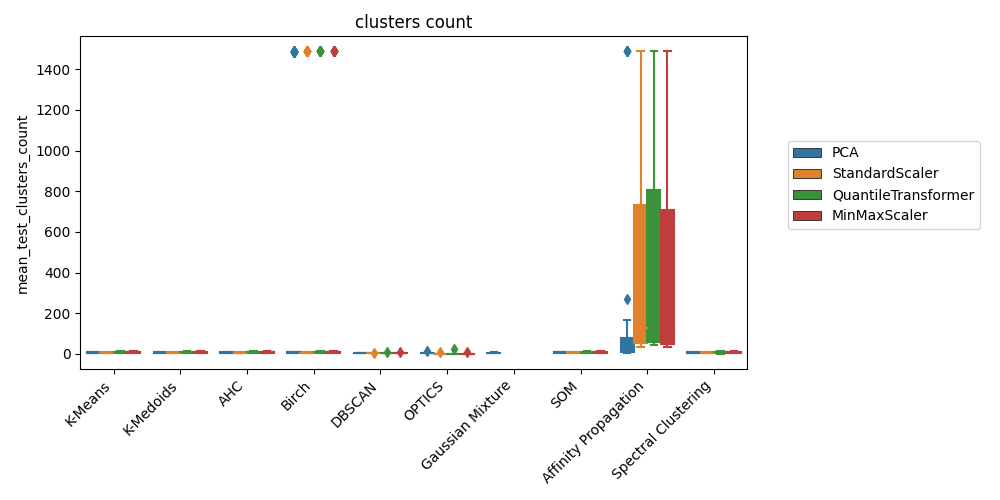 clusters count
mean_test_clusters_count
1400
1200
1000
800
600
400
200
0
K-Means
K-Medoids
AHC
Birch
DBSCAN
OPTICS
Gaussian Mixture
SOM
Affinity Propagation
Spectral Clustering
PCA
StandardScaler
QuantileTransformer
MinMaxScaler